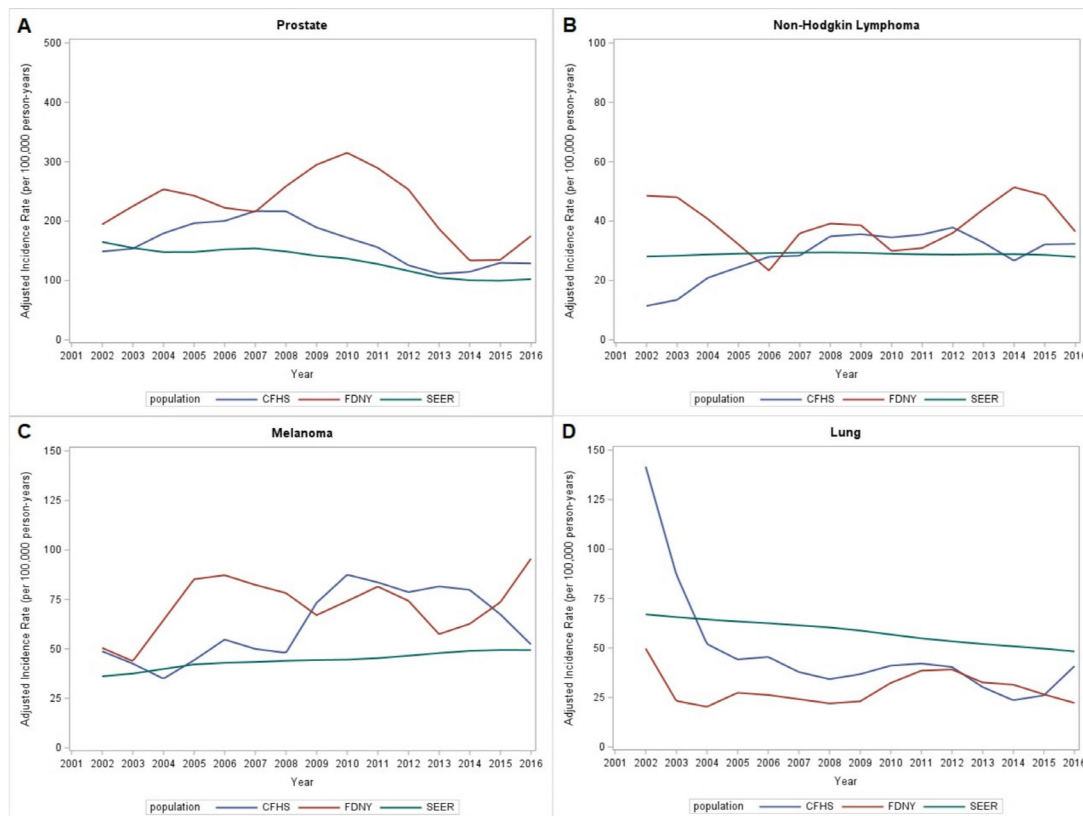 A
Prostate
Adjusted Incidence Rate (per 100,000 person-years)
500
400
300
200
100
0
2001 2002 2003 2004 2005 2006 2007 2008 2009 2010 2011 2012 2013 2014 2015 2016
Year
population CFHS FDNY SEER
B
Non-Hodgkin Lymphoma
Adjusted Incidence Rate (per 100,000 person-years)
100
80
60
40
20
0
2001 2002 2003 2004 2005 2006 2007 2008 2009 2010 2011 2012 2013 2014 2015 2016
Year
population CFHS FDNY SEER
C
Melanoma
Adjusted Incidence Rate (per 100,000 person-years)
150
125
100
75
50
25
0
2001 2002 2003 2004 2005 2006 2007 2008 2009 2010 2011 2012 2013 2014 2015 2016
Year
population CFHS FDNY SEER
D
Lung
Adjusted Incidence Rate (per 100,000 person-years)
150
125
150
75
50
25
0
2001 2002 2003 2004 2005 2006 2007 2008 2009 2010 2011 2012 2013 2014 2015 2016
Year
population CFHS FDNY SEER